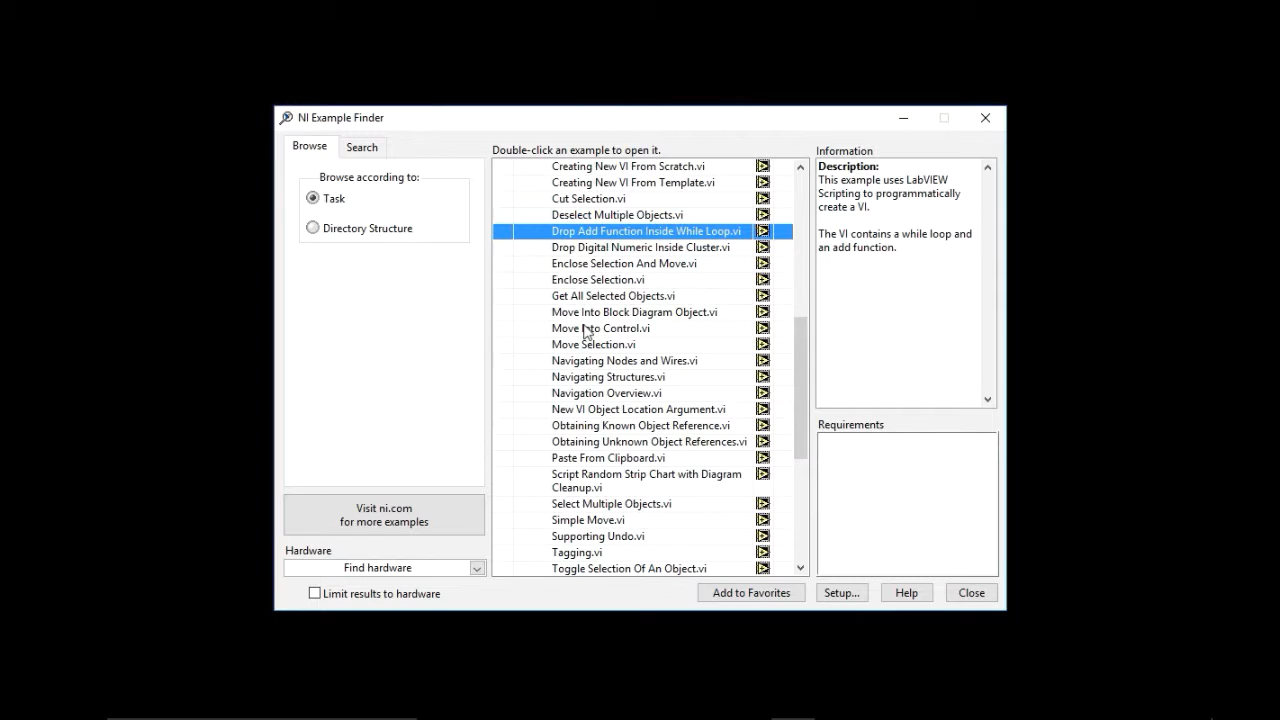 NI Example Finder
Browse
Search
Browse according to:
Task
Directory Structure
Visit ni.com
for more examples
Hardware
Find hardware
Limit results to hardware
Double-click an example to open it.
Creating New VI From Scratch.vi
Creating New VI From Template.vi
Cut Selection.vi
Deselect Multiple Objects.vi
Drop Add Function Inside While Loop.vi
Drop Digital Numeric Inside Cluster.vi
Enclose Selection And Move.vi
Enclose Selection.vi
Get All Selected Objects.vi
Move Into Block Diagram Object.vi
Move Into Control.vi
Move Selection.vi
Navigating Nodes and Wires.vi
Navigating Structures.vi
Navigation Overview.vi
New VI Object Location Argument.vi
Obtaining Known Object Reference.vi
Obtaining Unknown Object References.vi
Paste From Clipboard.vi
Script Random Strip Chart with Diagram
Cleanup.vi
Select Multiple Objects.vi
Simple Move.vi
Supporting Undo.vi
Tagging.vi
Toggle Selection Of An Object.vi
Information
Description:
This example uses LabVIEW
Scripting to programmatically
create a VI.
The VI contains a while loop and
an add function.
Requirements
Add to Favorites
Setup...
Help
Close